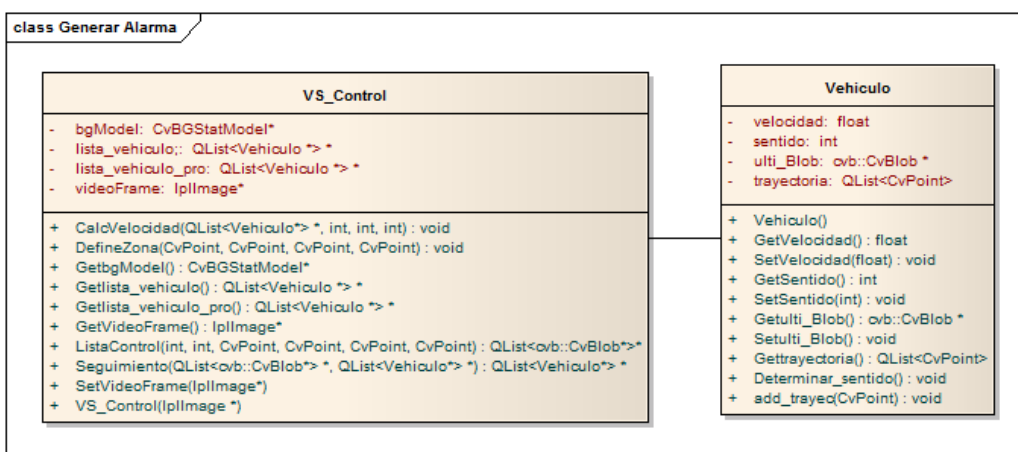 class Generar Alarma
VS_Control
- bgModel: CvBGStatModel*
- lista_vehiculo;: QList<Vehiculo *> *
- lista_vehiculo_pro: QList<Vehiculo *> *
- videoFrame: IplImage*
+ CalcVelocidad(QList<Vehiculo*> *, int, int, int) : void
+ DefineZona(CvPoint, CvPoint, CvPoint, CvPoint) : void
+ GetbgModel() : CvBGStatModel*
+ Getlista_vehiculo() : QList<Vehiculo *> *
+ Getlista_vehiculo_pro() : QList<Vehiculo *> *
+ GetVideoFrame() : IplImage*
+ ListaControl(int, int, CvPoint, CvPoint, CvPoint, CvPoint) : QList<cvb::CvBlob*>*
+ Seguimiento(QList<cvb::CvBlob*> *, QList<Vehiculo*> *) : QList<Vehiculo*> *
+ SetVideoFrame(IplImage*)
+ VS_Control(IplImage *)
Vehiculo
- velocidad: float
- sentido: int
- ulti_Blob: cvb::CvBlob *
- trayectoria: QList<CvPoint>
+ Vehiculo()
+ GetVelocidad() : float
+ SetVelocidad(float) : void
+ GetSentido() : int
+ SetSentido(int) : void
+ Getulti_Blob() : cvb::CvBlob *
+ Setulti_Blob() : void
+ Gettrayectoria() : QList<CvPoint>
+ Determinar_sentido() : void
+ add_trayec(CvPoint) : void